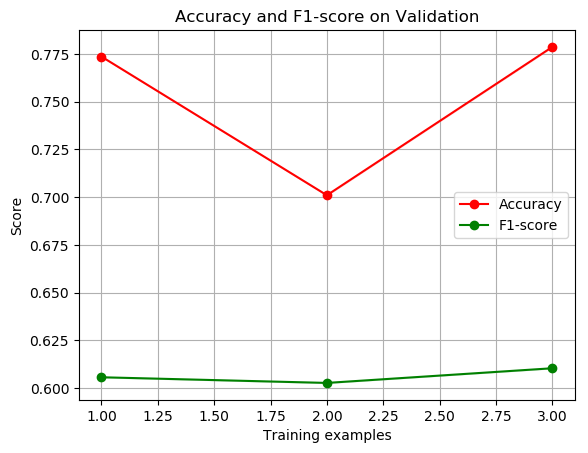 Accuracy and F1-score on Validation
0.775
0.750
0.725
0.700
0.675
0.650
0.625
0.600
Score
Accuracy
F1-score
1.00 1.25 1.50 1.75 2.00 2.25 2.50 2.75 3.00
Training examples